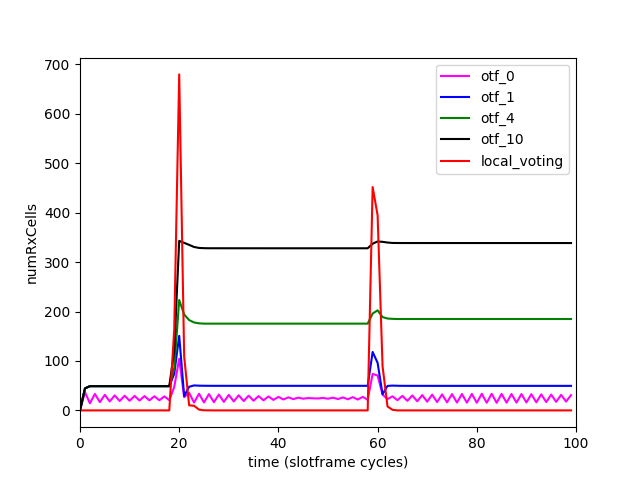 700
600
500
400
300
200
100
0
numRxCells
otf_0
otf_1
otf_4
otf_10
local_voting
0 20 40 60 80 100
time (slotframe cycles)